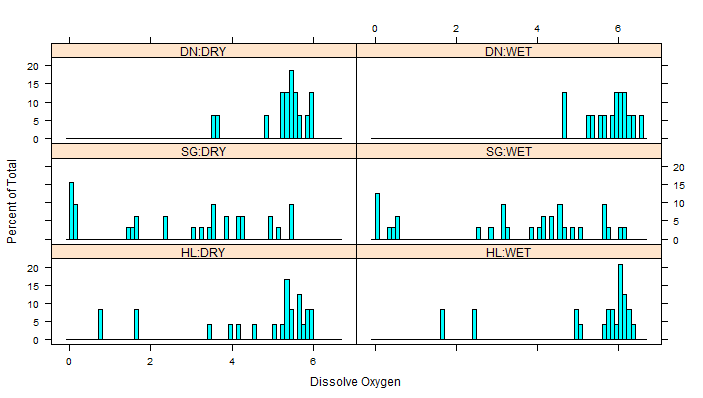 0 2 4 6
DN:DRY DN:WET
20
15
10
5
0
SG:DRY SG:WET
20
15
10
5
0
HL:DRY HL:WET
20
15
10
5
0
0 2 4 6
Percent of Total
Dissolve Oxygen